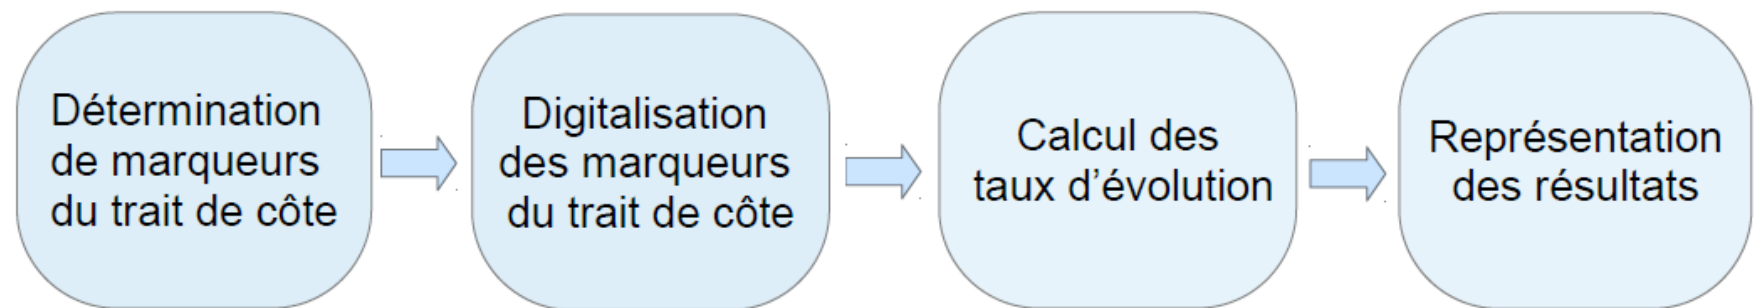 Détermination
de marqueurs
du trait de côte
Digitalisation
des marqueurs
du trait de côte
Calcul des
taux d’évolution
Représentation
des résultats